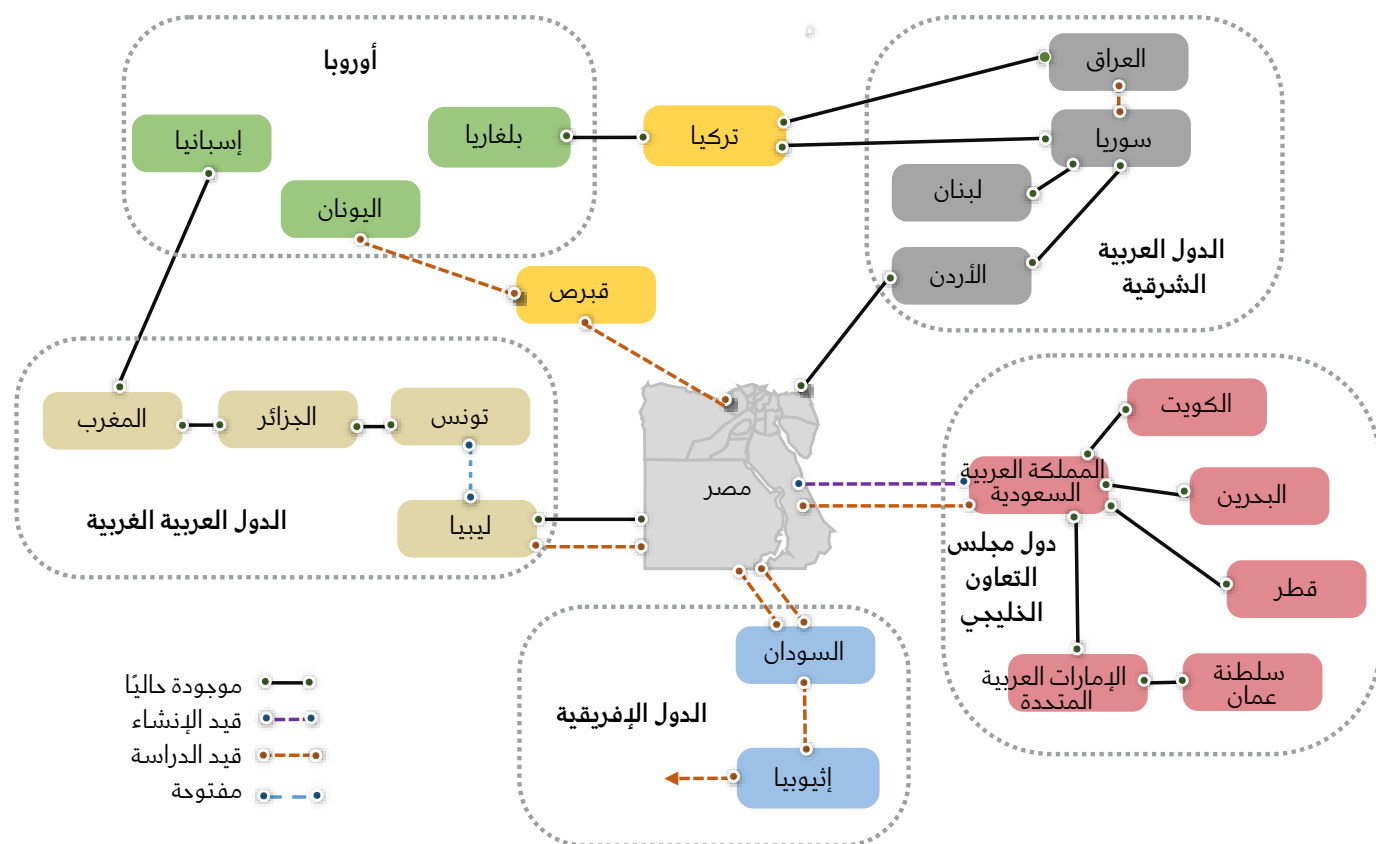 أوروبا
إسبانيا
بلغاريا
اليونان
تركيا
قبرص
العراق
سوريا
لبنان
الأردن
الدول العربية
الشرقية
المغرب
الجزائر
تونس
ليبيا
الدول العربية الغربية
مصر
الكويت
المملكة العربية
السعودية
البحرين
قطر
دول مجلس
التعاون
الخليجي
الإمارات العربية
المتحدة
سلطنة
عمان
السودان
الدول الإفريقية
إثيوبيا
موجودة حاليًا
قيد الإنشاء
قيد الدراسة
مفتوحة